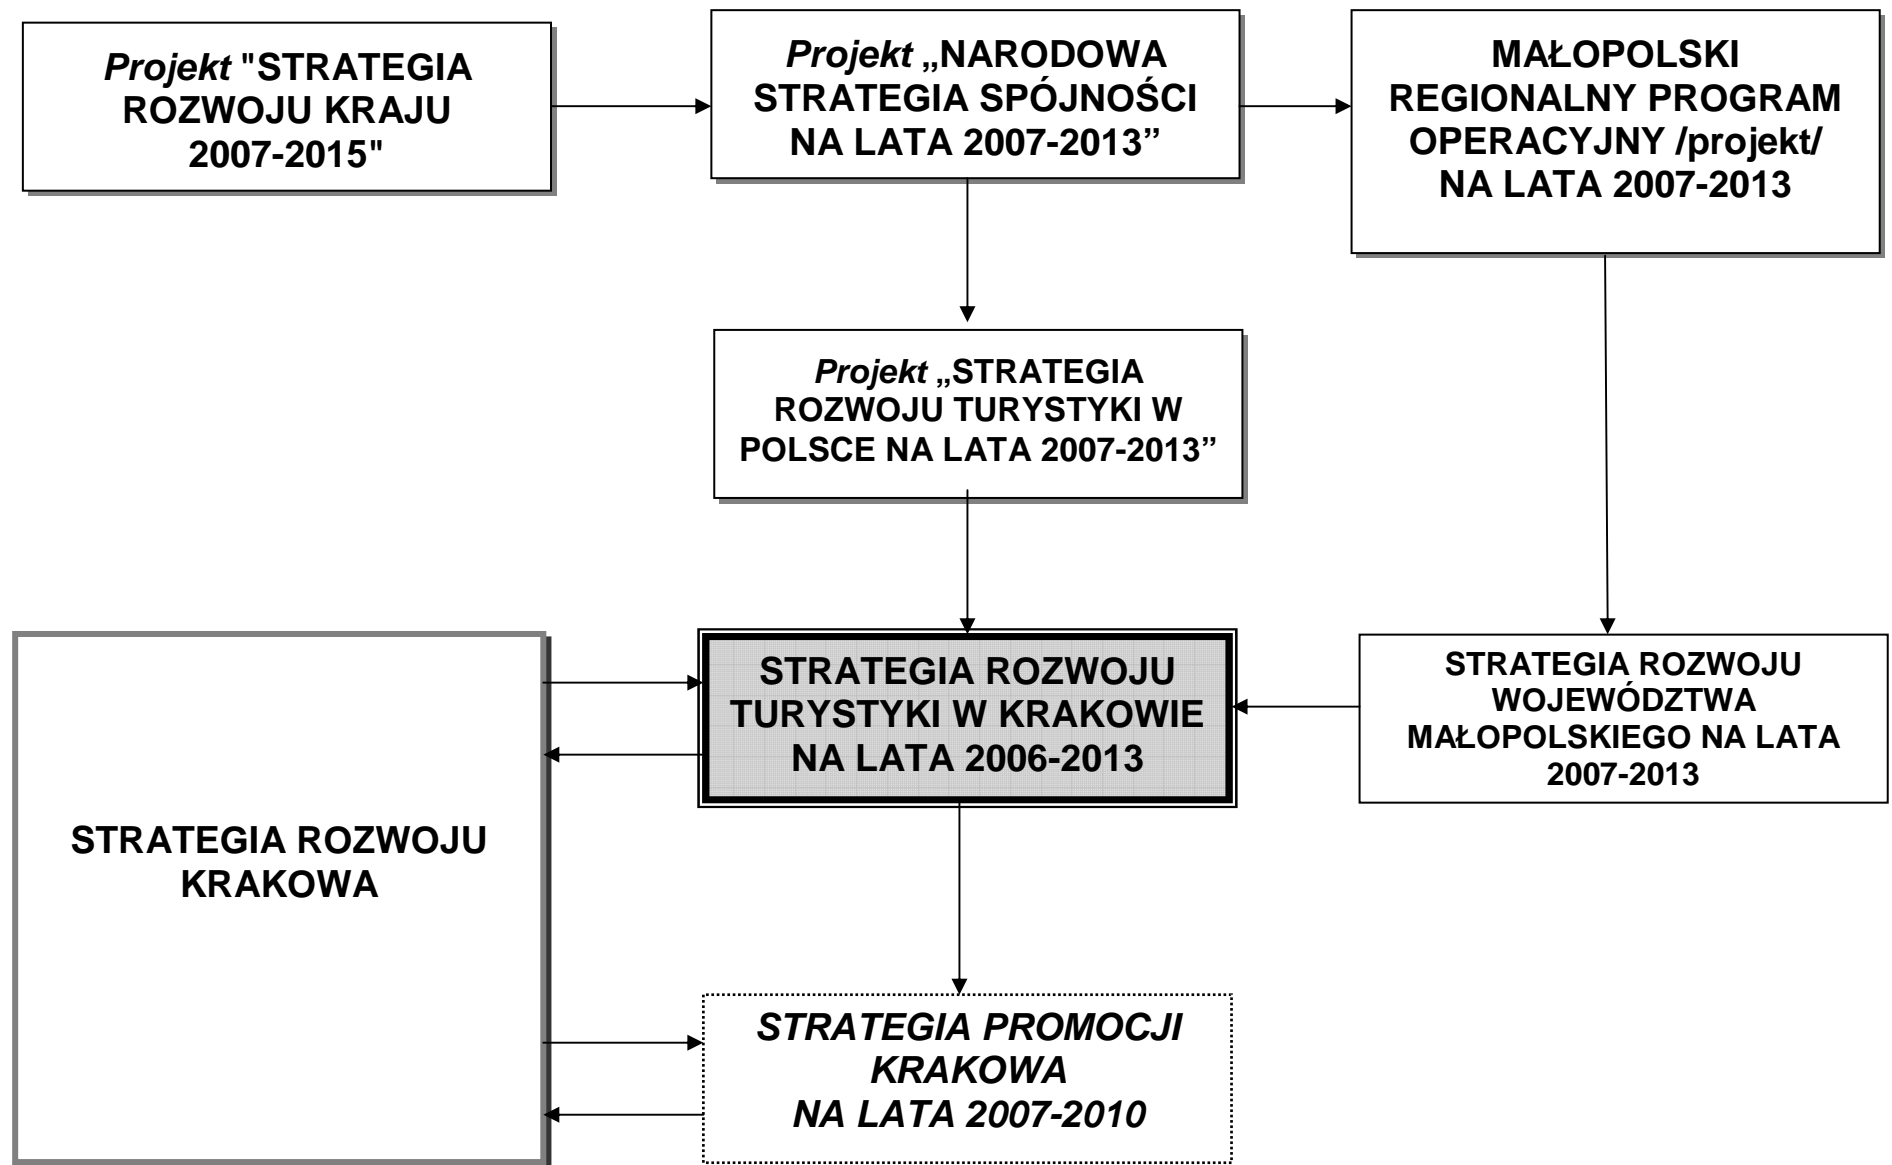 Projekt "STRATEGIA
ROZWOJU KRAJU
2007-2015"
Projekt „NARODOWA
STRATEGIA SPÓJNOŚCI
NA LATA 2007-2013”
MAŁOPOLSKI
REGIONALNY PROGRAM
OPERACYJNY /projekt/
NA LATA 2007-2013
Projekt „STRATEGIA
ROZWOJU TURYSTYKI W
POLSCE NA LATA 2007-2013”
STRATEGIA ROZWOJU
KRAKOWA
STRATEGIA ROZWOJU
TURYSTYKI W KRAKOWIE
NA LATA 2006-2013
STRATEGIA ROZWOJU
WOJEWÓDZTWA
MAŁOPOLSKIEGO NA LATA
2007-2013
STRATEGIA PROMOCJI
KRAKOWA
NA LATA 2007-2010